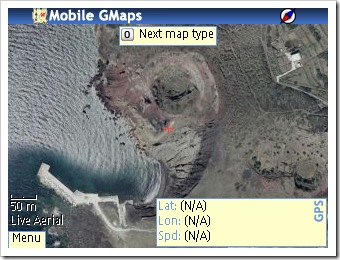 Mobile GMaps
0 Next map type
50 m
Live Aerial
Menu
Lat: (N/A)
Lon: (N/A)
Spd: (N/A)
GPS